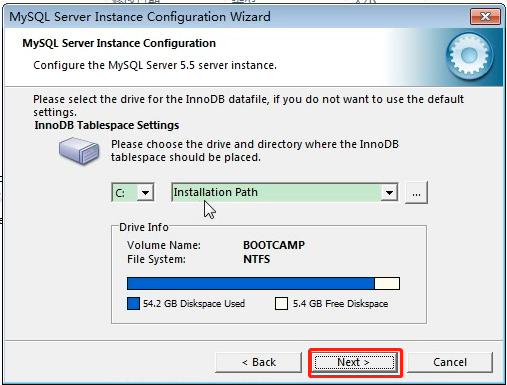 MySQL Server Instance Configuration Wizard
MySQL Server Instance Configuration
Configure the MySQL Server 5.5 server instance.
Please select the drive for the InnoDB datafile, if you do not want to use the default
settings.
InnoDB Tablespace Settings
Please choose the drive and directory where the InnoDB
tablespace should be placed.
C:
Installation Path
...
Drive Info
Volume Name: BOOTCAMP
File System: NTFS
54.2 GB Diskspace Used
5.4 GB Free Diskspace
< Back
Next >
Cancel